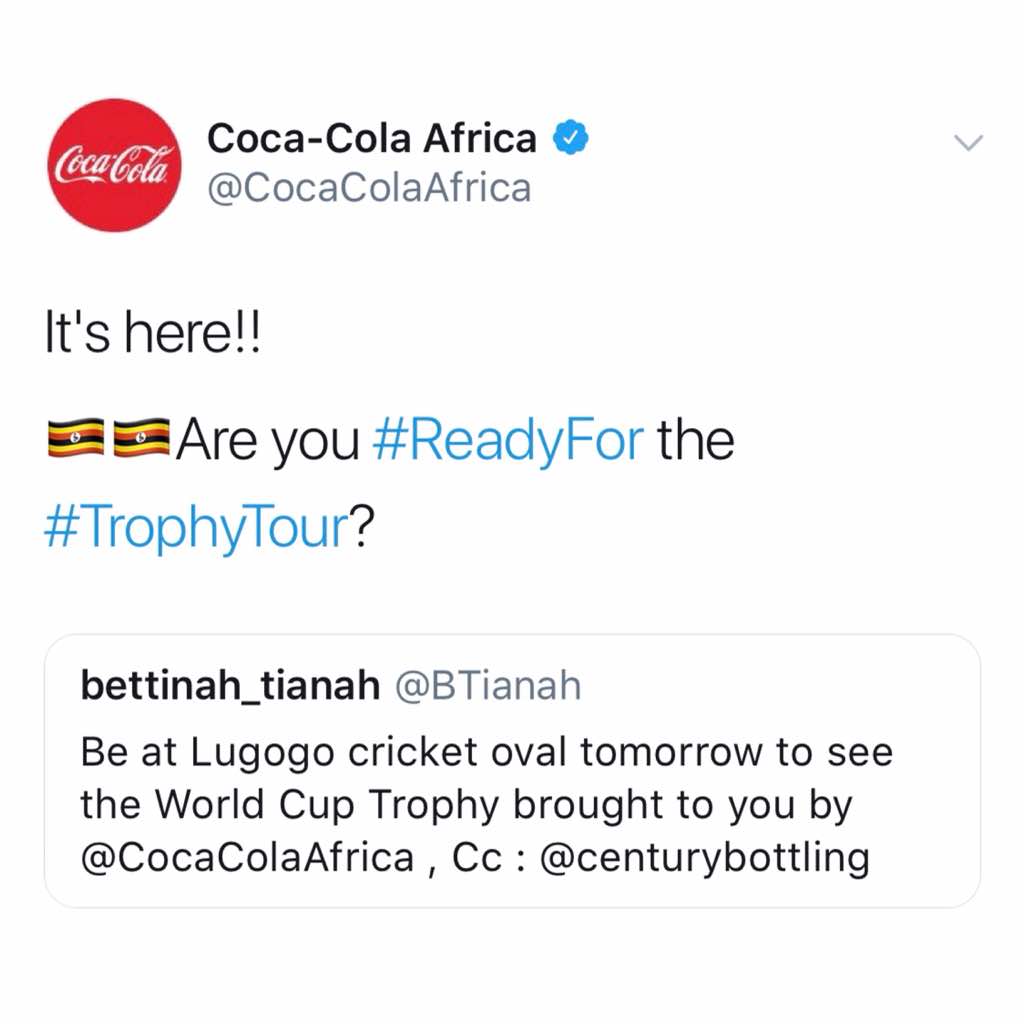 Coca-Cola
Coca-Cola Africa
@CocaColaAfrica
It's here!!
🇺🇬🇺🇬Are you #ReadyFor the
#TrophyTour?
bettinah_tianah @BTianah
Be at Lugogo cricket oval tomorrow to see
the World Cup Trophy brought to you by
@CocaColaAfrica , Cc : @centurybottling